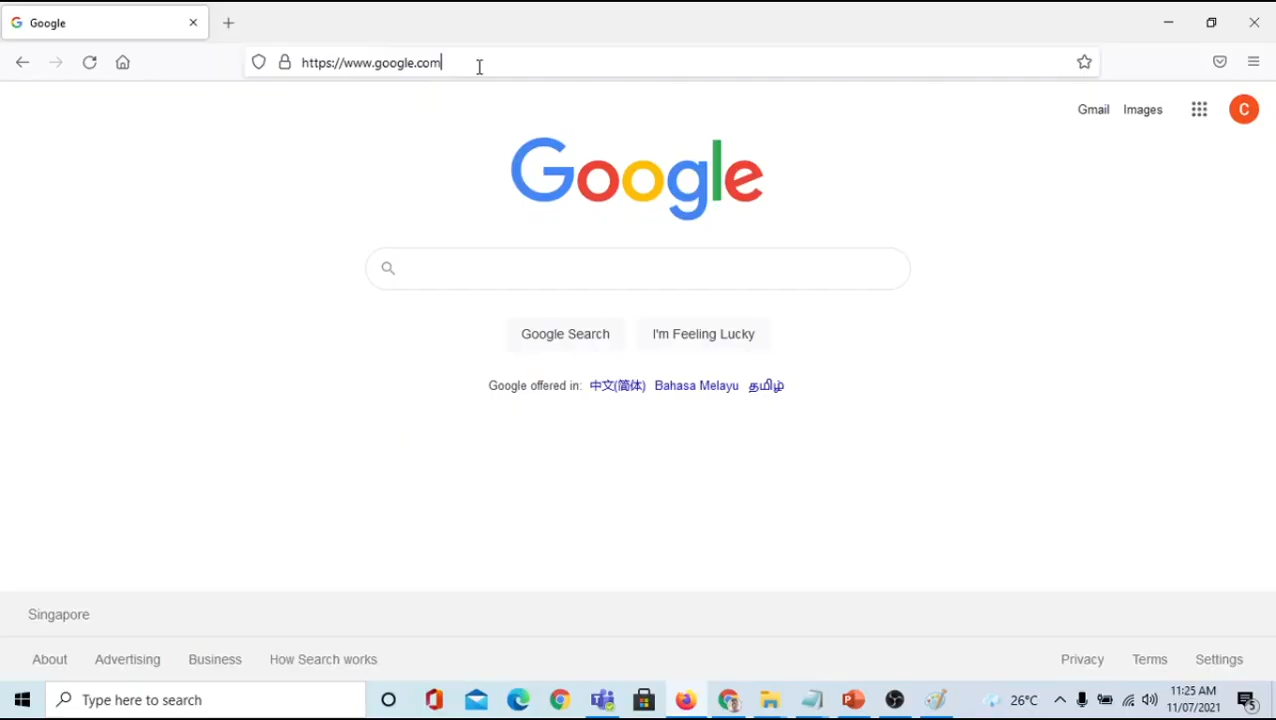 Google
https://www.google.com
Gmail Images C
Google
Google Search I'm Feeling Lucky
Google offered in: 中文(简体) Bahasa Melayu தமிழ்
Singapore
About Advertising Business How Search works Privacy Terms Settings
Type here to search 26°C 11:25 AM
11/07/2021 5